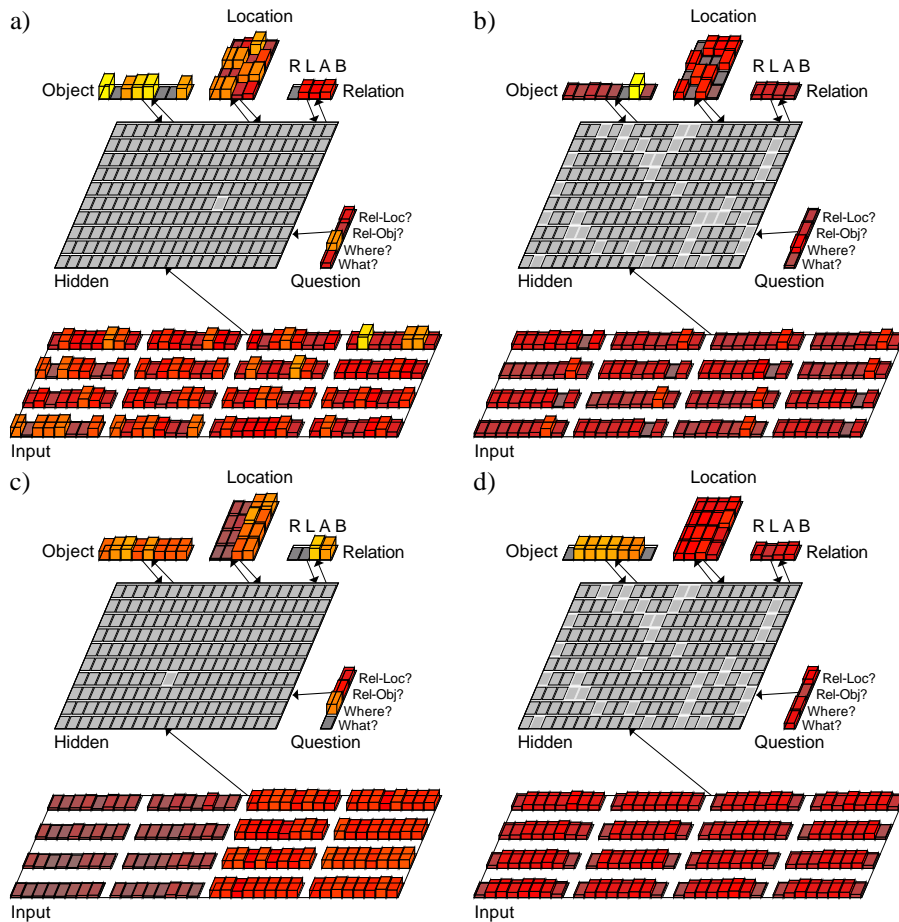 a)
Location
R L A B
Object
Relation
Rel-Loc?
Rel-Obj?
Where?
What?
Hidden
Question
Input
b)
Location
R L A B
Object
Relation
Rel-Loc?
Rel-Obj?
Where?
What?
Hidden
Question
Input
c)
Location
R L A B
Object
Relation
Rel-Loc?
Rel-Obj?
Where?
What?
Hidden
Question
Input
d)
Location
R L A B
Object
Relation
Rel-Loc?
Rel-Obj?
Where?
What?
Hidden
Question
Input